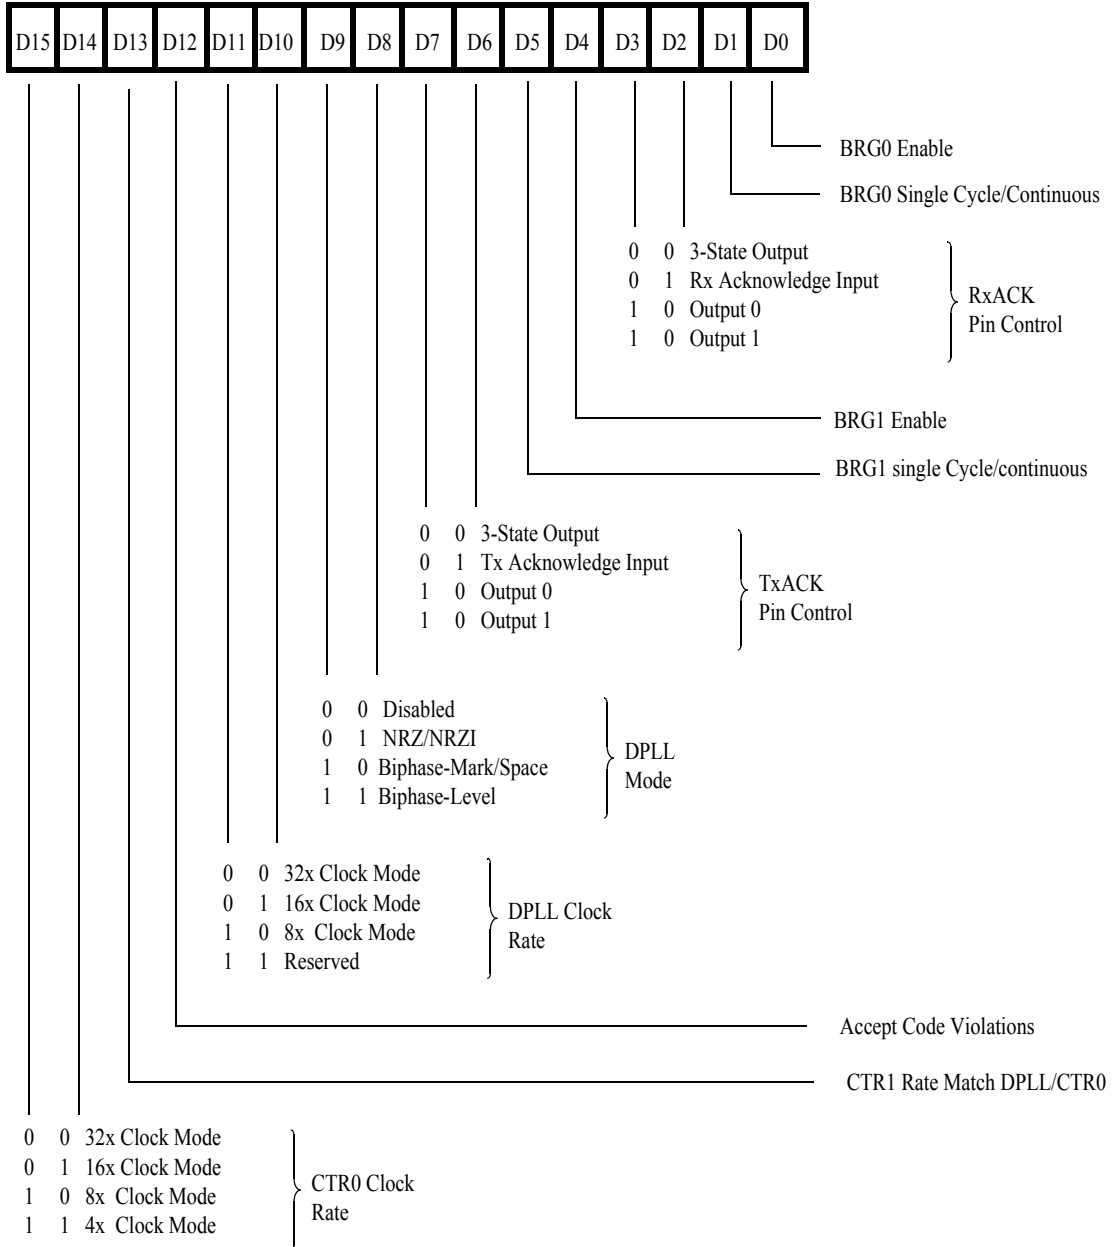 D15 D14 D13 D12 D11 D10 D9 D8 D7 D6 D5 D4 D3 D2 D1 D0
BRG0 Enable
BRG0 Single Cycle/Continuous
0 0 3-State Output
0 1 Rx Acknowledge Input
1 0 Output 0
1 0 Output 1
RxACK
Pin Control
BRG1 Enable
BRG1 single Cycle/continuous
0 0 3-State Output
0 1 Tx Acknowledge Input
1 0 Output 0
1 0 Output 1
TxACK
Pin Control
0 0 Disabled
0 1 NRZ/NRZI
1 0 Biphase-Mark/Space
1 1 Biphase-Level
DPLL
Mode
0 0 32x Clock Mode
0 1 16x Clock Mode
1 0 8x Clock Mode
1 1 Reserved
DPLL Clock
Rate
Accept Code Violations
CTR1 Rate Match DPLL/CTR0
0 0 32x Clock Mode
0 1 16x Clock Mode
1 0 8x Clock Mode
1 1 4x Clock Mode
CTR0 Clock
Rate